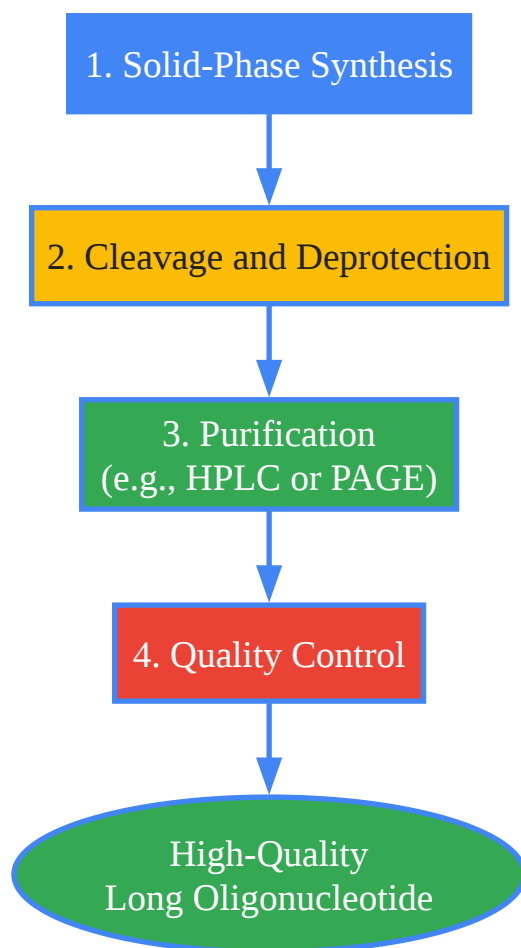 1. Solid-Phase Synthesis
2. Cleavage and Deprotection
3. Purification
(e.g., HPLC or PAGE)
4. Quality Control
High-Quality
Long Oligonucleotide